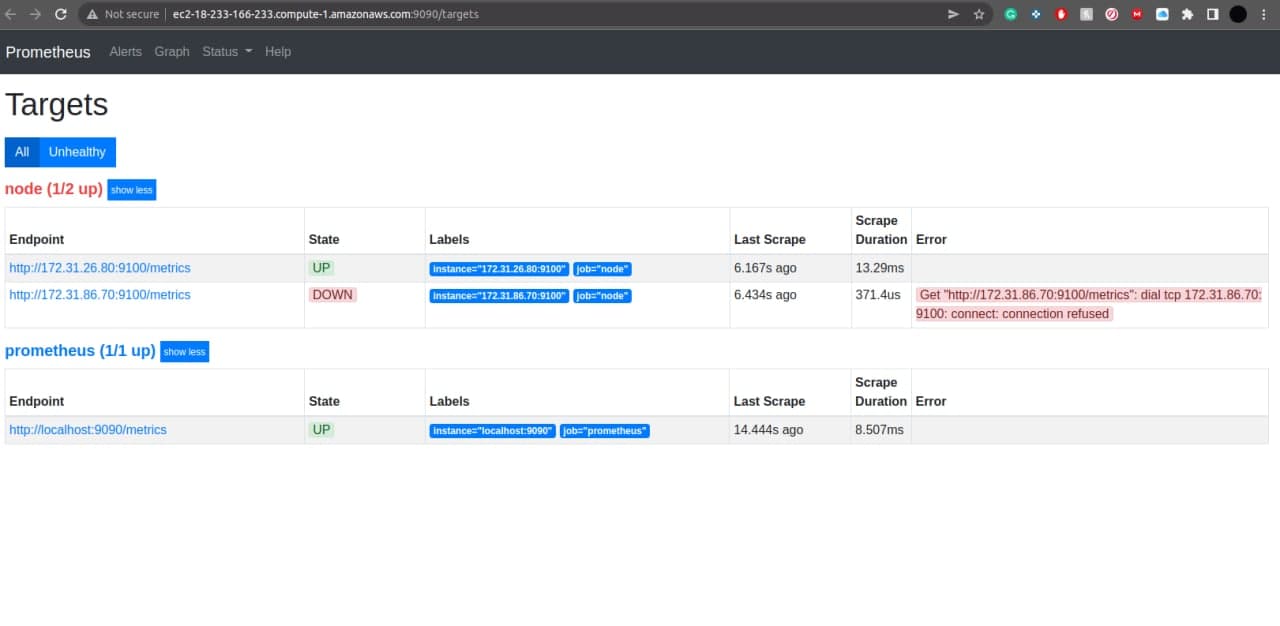 Not secure | ec2-18-233-166-233.compute-1.amazonaws.com:9090/targets
Prometheus Alerts Graph Status Help
Targets
All Unhealthy
node (1/2 up) show less
Endpoint State Labels Last Scrape Scrape Duration Error
http://172.31.26.80:9100/metrics UP instance="172.31.26.80:9100" job="node" 6.167s ago 13.29ms
http://172.31.86.70:9100/metrics DOWN instance="172.31.86.70:9100" job="node" 6.434s ago 371.4us Get "http://172.31.86.70:9100/metrics": dial tcp 172.31.86.70:
9100: connect: connection refused
prometheus (1/1 up) show less
Endpoint State Labels Last Scrape Scrape Duration Error
http://localhost:9090/metrics UP instance="localhost:9090" job="prometheus" 14.444s ago 8.507ms